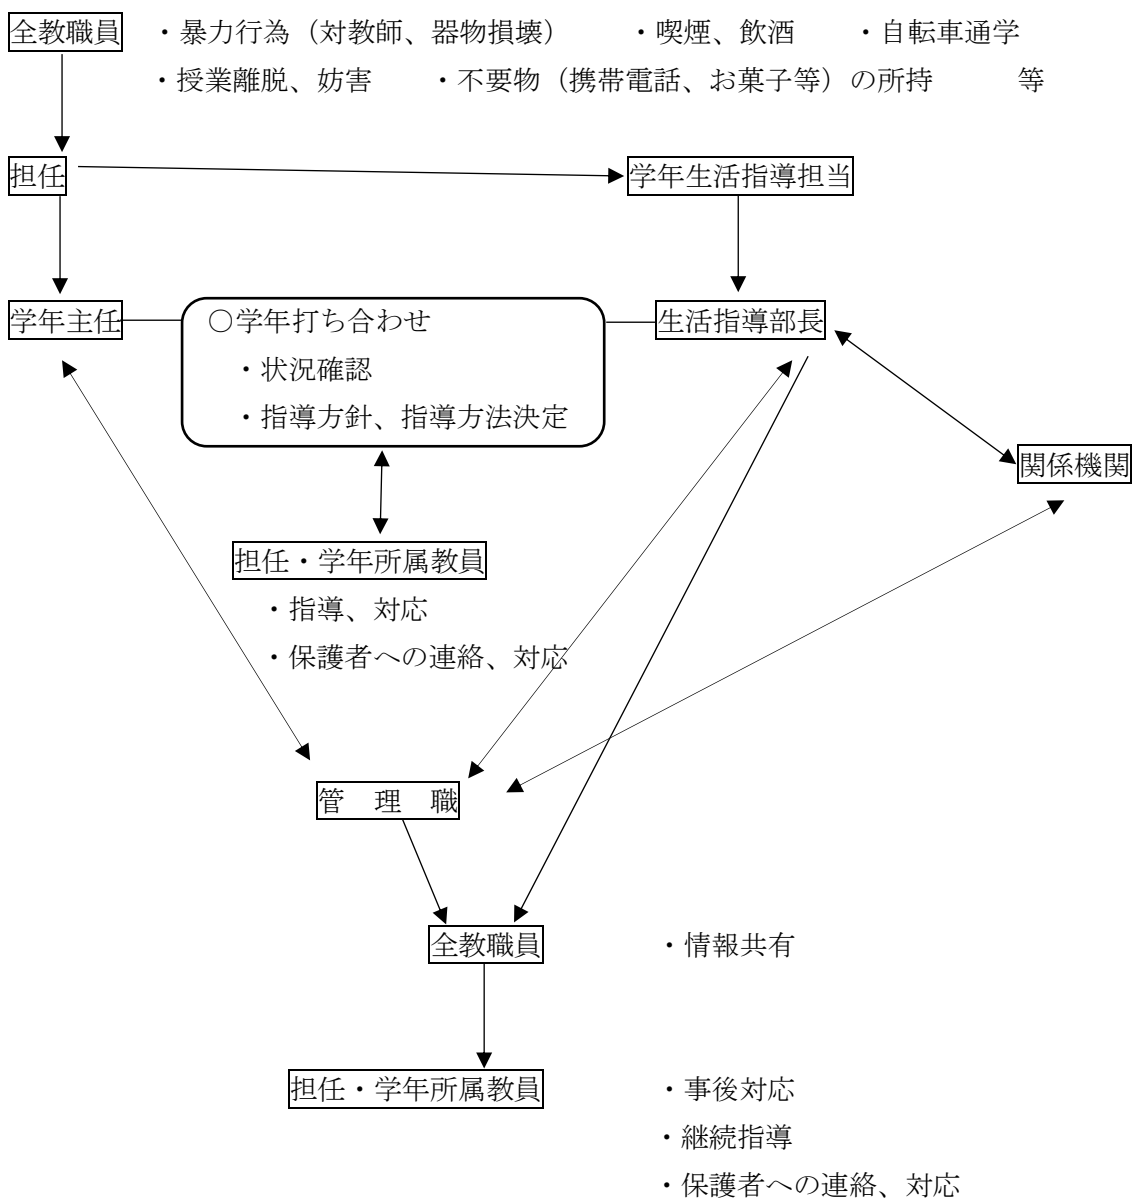 全教職員　・暴力行為（対教師、器物損壊）　・喫煙、飲酒　・自転車通学
・授業離脱、妨害　・不要物（携帯電話、お菓子等）の所持　等
担任　学年生活指導担当
学年主任　○学年打ち合わせ　生活指導部長
・状況確認
・指導方針、指導方法決定
関係機関
担任・学年所属教員
・指導、対応
・保護者への連絡、対応
管　理　職
全教職員　・情報共有
担任・学年所属教員　・事後対応
・継続指導
・保護者への連絡、対応